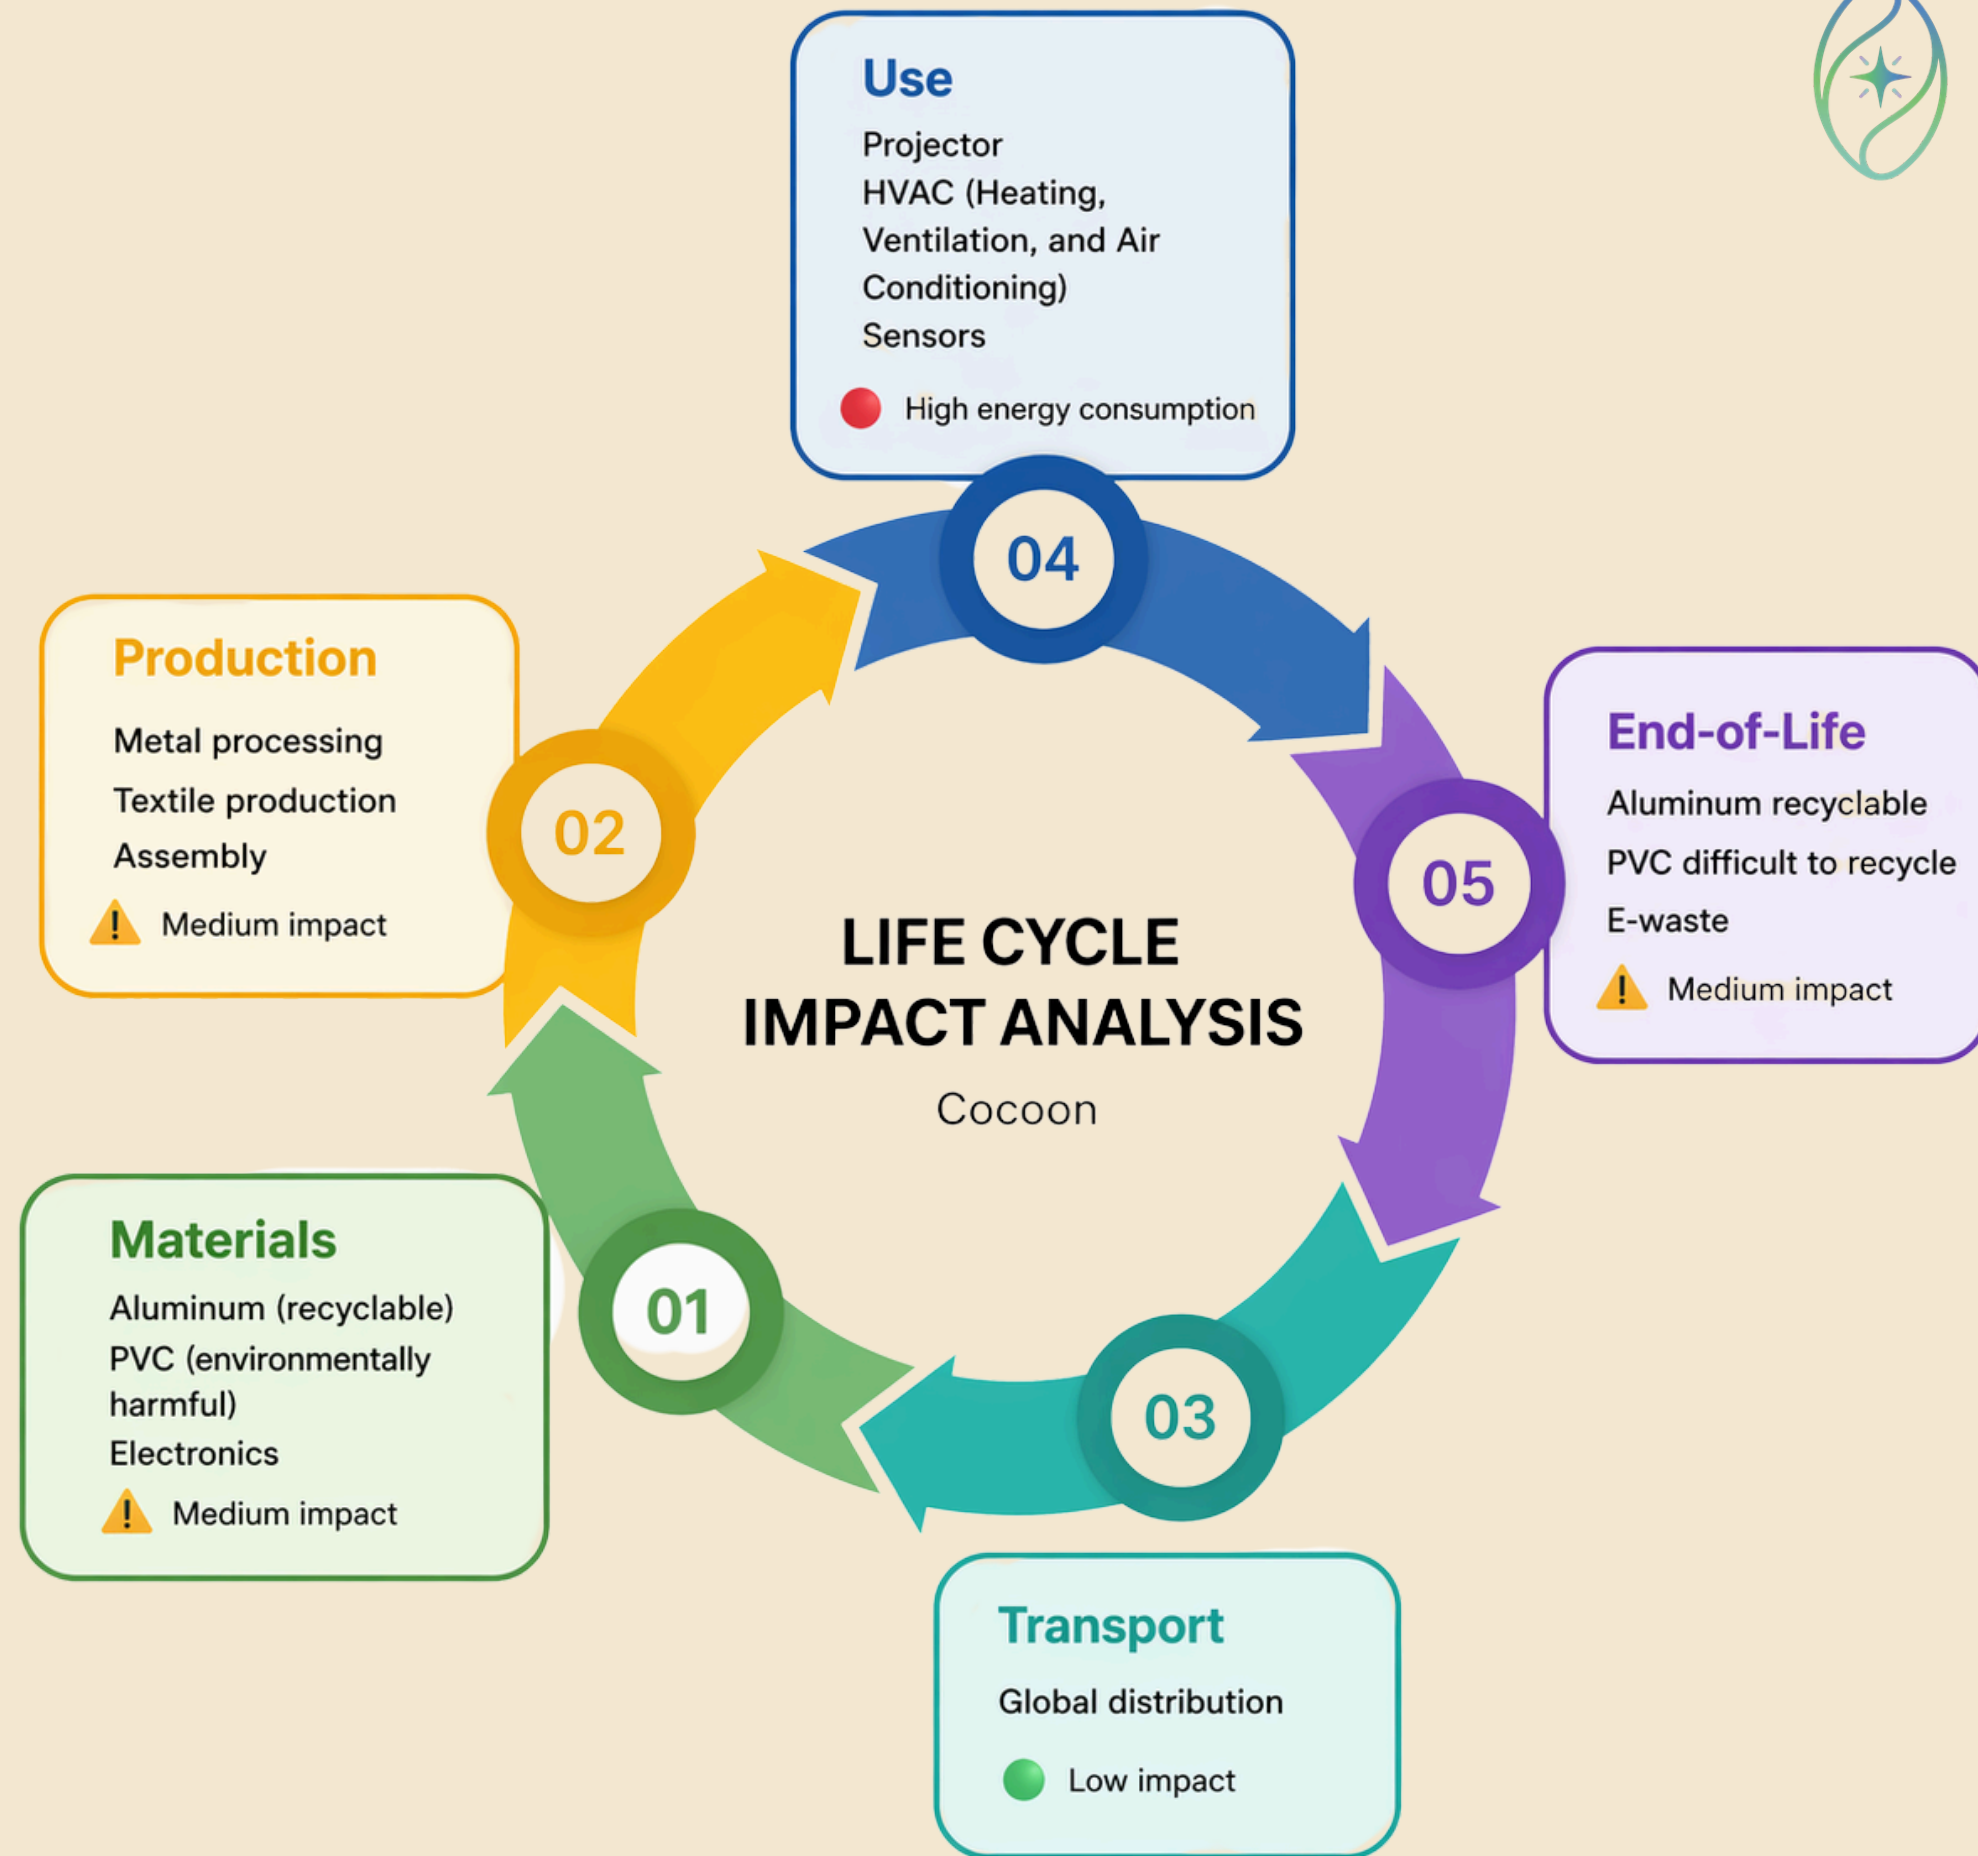 Use
Projector
HVAC (Heating,
Ventilation, and Air
Conditioning)
Sensors
High energy consumption
04
Production
Metal processing
Textile production
Assembly
Medium impact
02
End-of-Life
Aluminum recyclable
PVC difficult to recycle
E-waste
Medium impact
05
LIFE CYCLE
IMPACT ANALYSIS
Cocoon
Materials
Aluminum (recyclable)
PVC (environmentally
harmful)
Electronics
Medium impact
01
03
Transport
Global distribution
Low impact